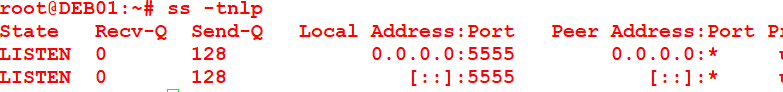 root@DEB01:~# ss -tnlp
State   Recv-Q   Send-Q     Local Address:Port     Peer Address:Port  Pr
LISTEN  0        128              0.0.0.0:5555          0.0.0.0:*
LISTEN  0        128                 [::]:5555             [::]:*